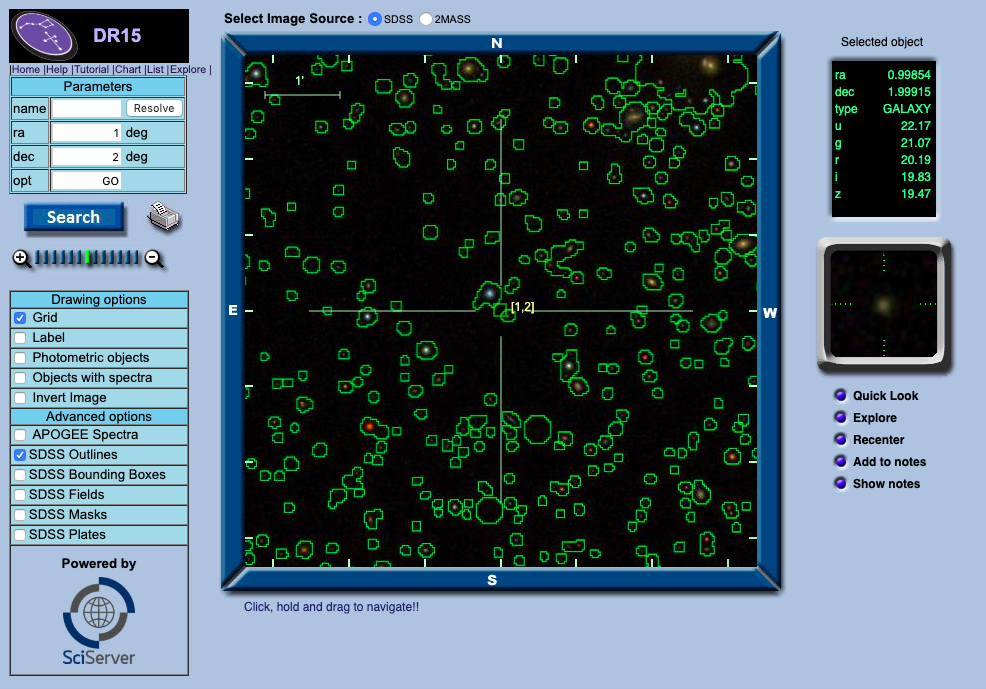 DR15
|Home |Help |Tutorial |Chart |List |Explore |
Parameters
name Resolve
ra 1 deg
dec 2 deg
opt GO
Search
Drawing options
Grid
Label
Photometric objects
Objects with spectra
Invert Image
Advanced options
APOGEE Spectra
SDSS Outlines
SDSS Bounding Boxes
SDSS Fields
SDSS Masks
SDSS Plates
Powered by
SciServer
Select Image Source : SDSS 2MASS
N
1'
E
[1,2]
W
S
Click, hold and drag to navigate!!
Selected object
ra 0.99854
dec 1.99915
type GALAXY
u 22.17
g 21.07
r 20.19
i 19.83
z 19.47
Quick Look
Explore
Recenter
Add to notes
Show notes